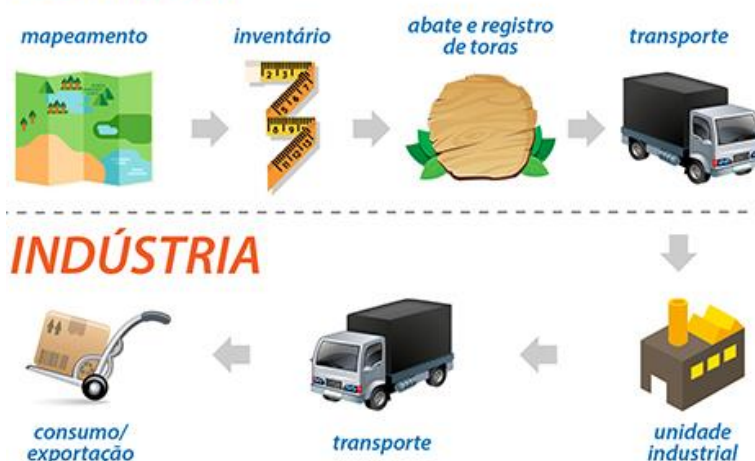 mapeamento
inventário
abate e registro
de toras
transporte
INDÚSTRIA
consumo/
exportação
transporte
unidade
industrial